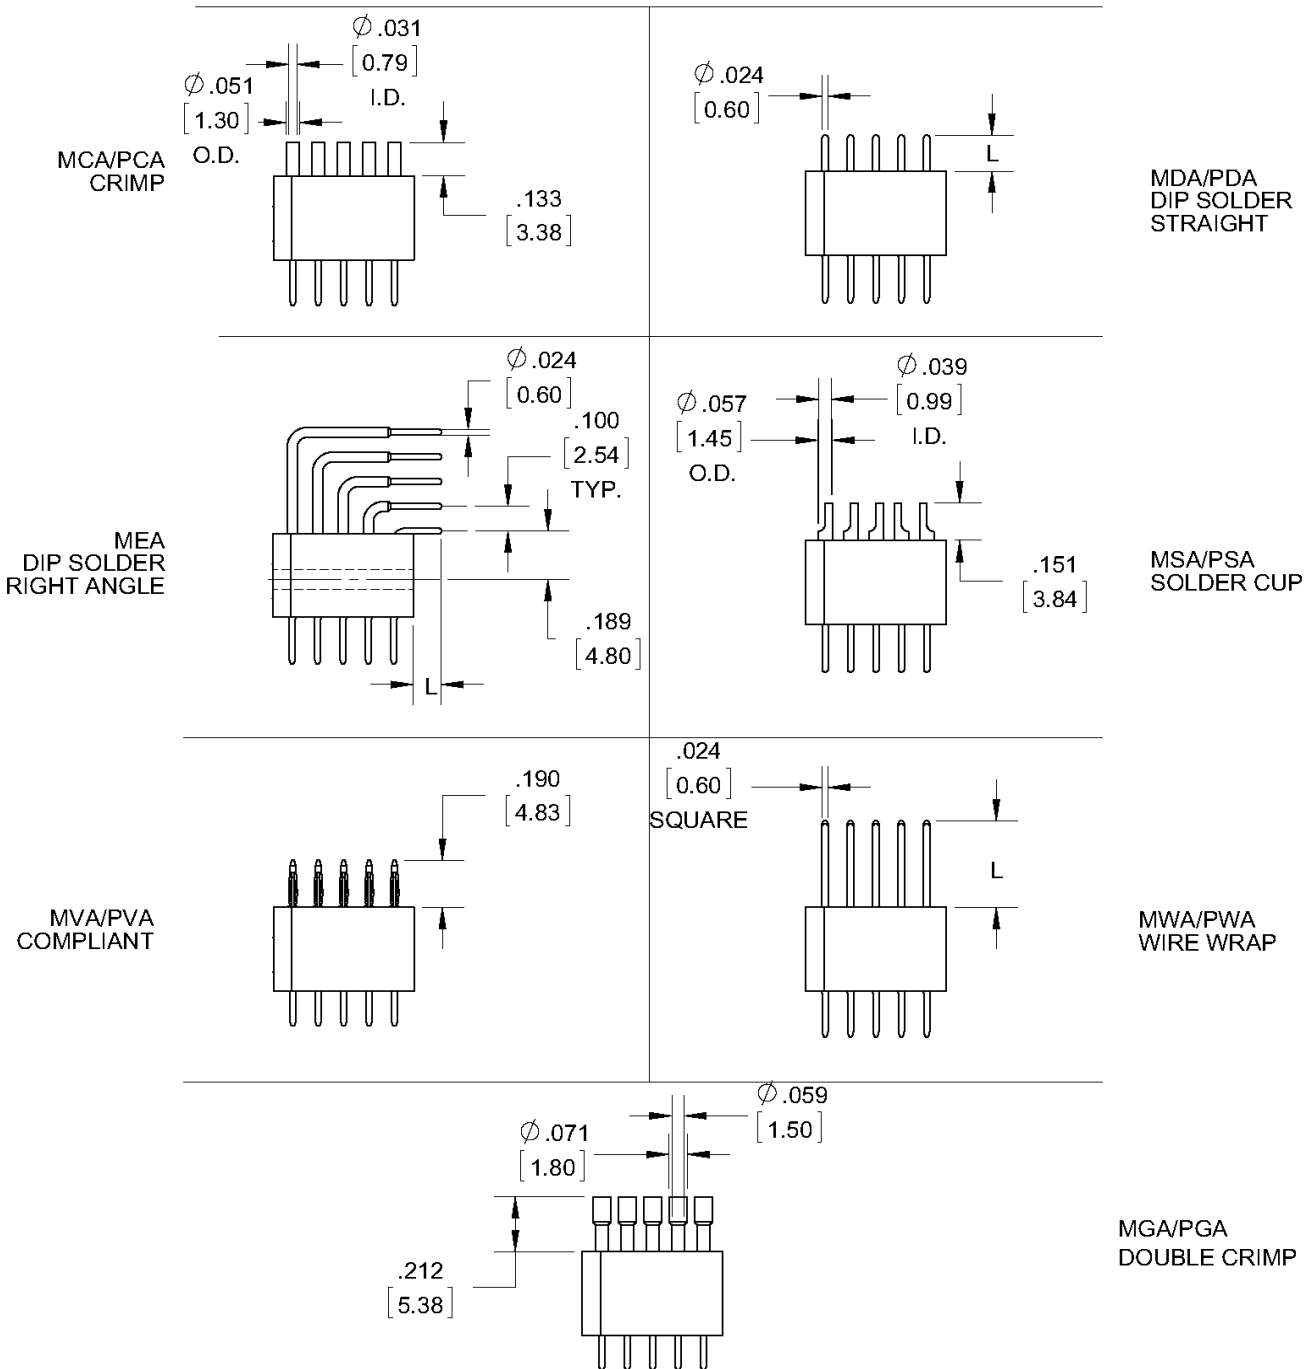 MCA/PCA
CRIMP
∅ .031
[0.79]
I.D.
∅ .051
[1.30]
O.D.
.133
[3.38]
∅ .024
[0.60]
L
MDA/PDA
DIP SOLDER
STRAIGHT
MEA
DIP SOLDER
RIGHT ANGLE
∅ .024
[0.60]
.100
[2.54]
TYP.
.189
[4.80]
L
∅ .057
[1.45]
O.D.
∅ .039
[0.99]
I.D.
.151
[3.84]
MSA/PSA
SOLDER CUP
MVA/PVA
COMPLIANT
.190
[4.83]
.024
[0.60]
SQUARE
L
MWA/PWA
WIRE WRAP
∅ .059
[1.50]
∅ .071
[1.80]
.212
[5.38]
MGA/PGA
DOUBLE CRIMP